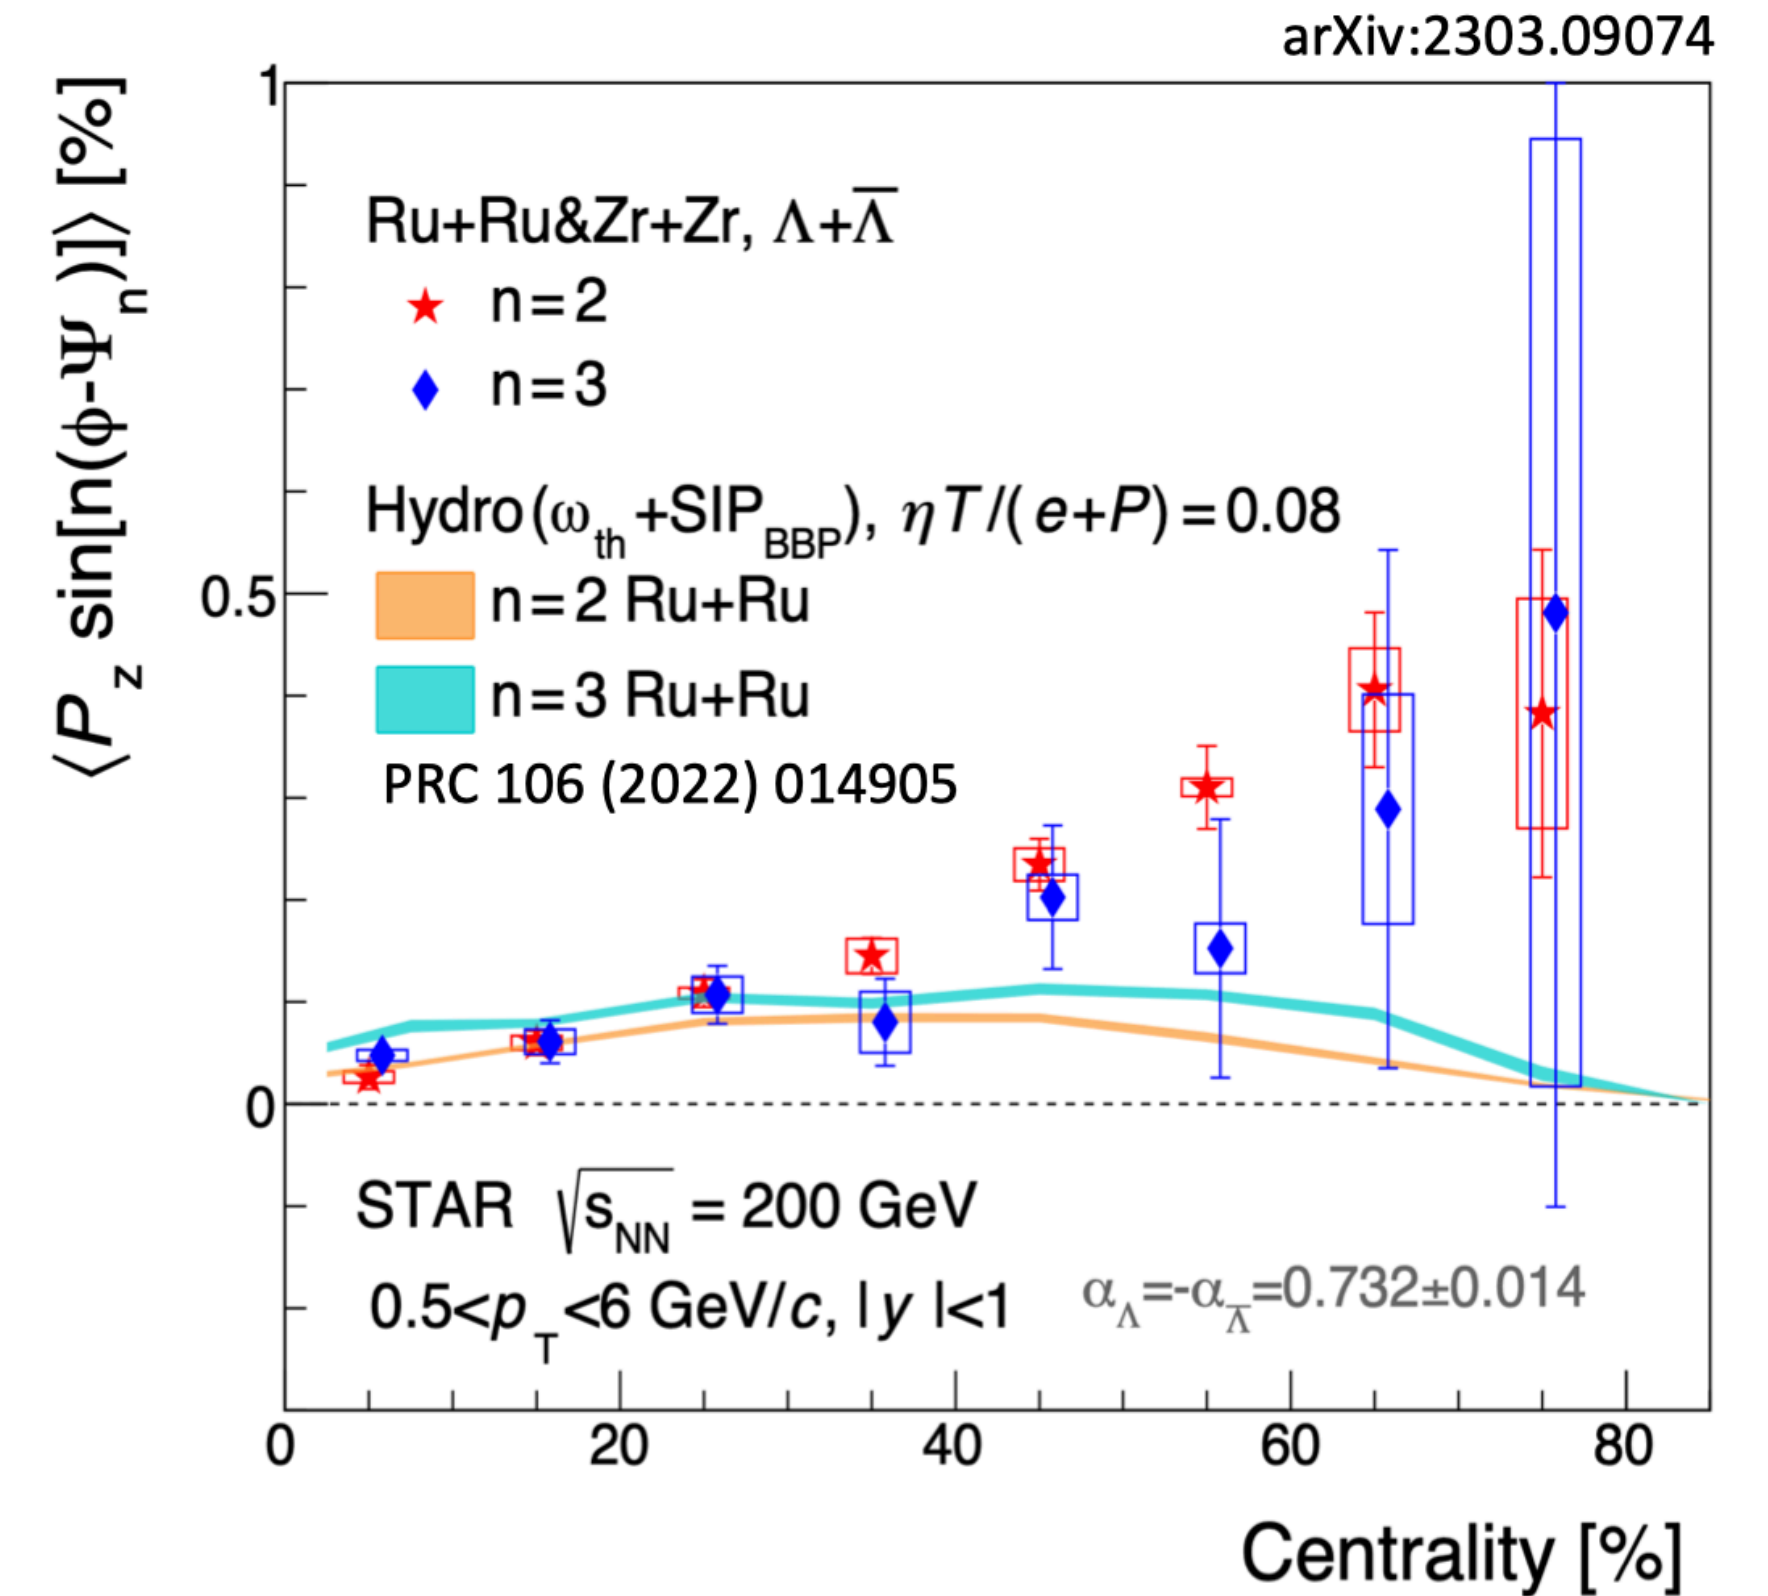 arXiv:2303.09074
⟨P_z sin[n(ϕ-Ψ_n)]⟩ [%]
1
Ru+Ru&Zr+Zr, Λ+Λ̅
n=2
n=3
Hydro(ω_th+SIP_BBP), ηT/(e+P)=0.08
0.5
n=2 Ru+Ru
n=3 Ru+Ru
PRC 106 (2022) 014905
0
STAR √s_NN = 200 GeV
0.5<p_T<6 GeV/c, |y|<1
α_Λ=-α_Λ̅=0.732±0.014
0 20 40 60 80
Centrality [%]